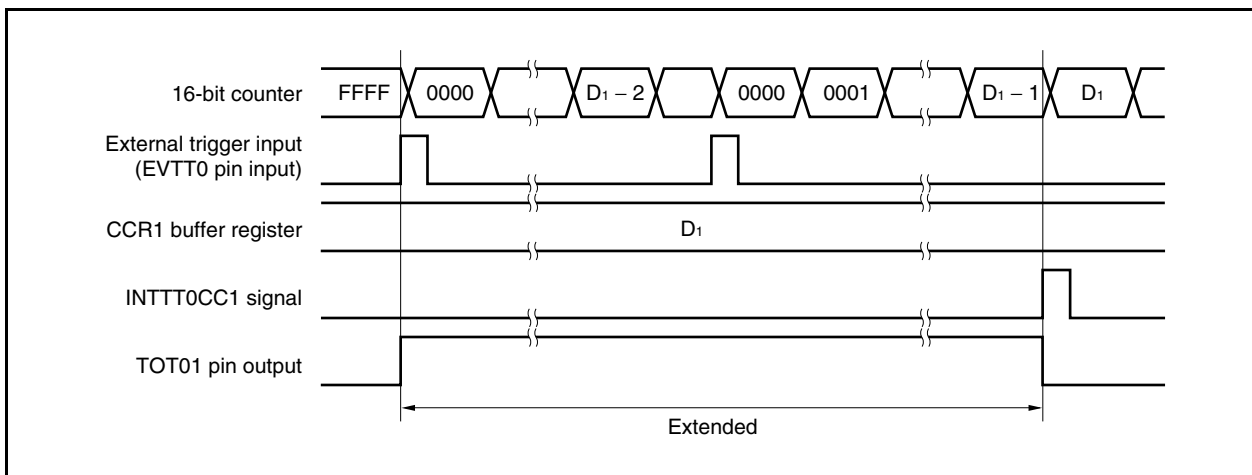 16-bit counter FFFF 0000 D1 – 2 0000 0001 D1 – 1 D1
External trigger input
(EVTT0 pin input)
CCR1 buffer register D1
INTTT0CC1 signal
TOT01 pin output
Extended